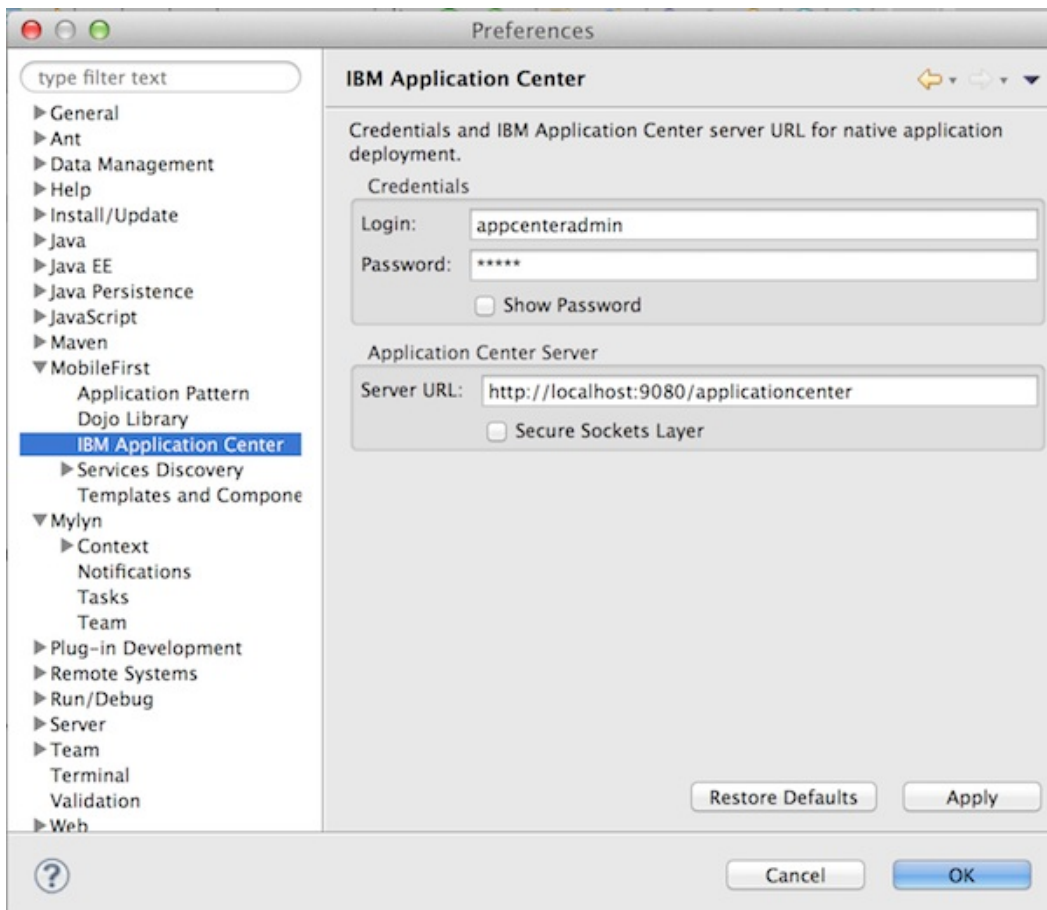 Preferences
type filter text
General
Ant
Data Management
Help
Install/Update
Java
Java EE
Java Persistence
JavaScript
Maven
MobileFirst
Application Pattern
Dojo Library
IBM Application Center
Services Discovery
Templates and Compone
Mylyn
Context
Notifications
Tasks
Team
Plug-in Development
Remote Systems
Run/Debug
Server
Team
Terminal
Validation
Web
IBM Application Center
Credentials and IBM Application Center server URL for native application
deployment.
Credentials
Login: appcenteradmin
Password: *****
Show Password
Application Center Server
Server URL: http://localhost:9080/applicationcenter
Secure Sockets Layer
Restore Defaults Apply
? Cancel OK